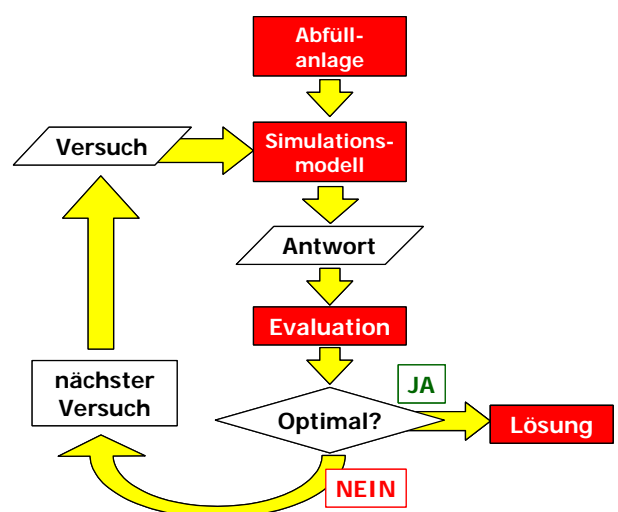 Abfüll-
anlage
Versuch
Simulations-
modell
Antwort
Evaluation
nächster
Versuch
JA
Optimal?
Lösung
NEIN